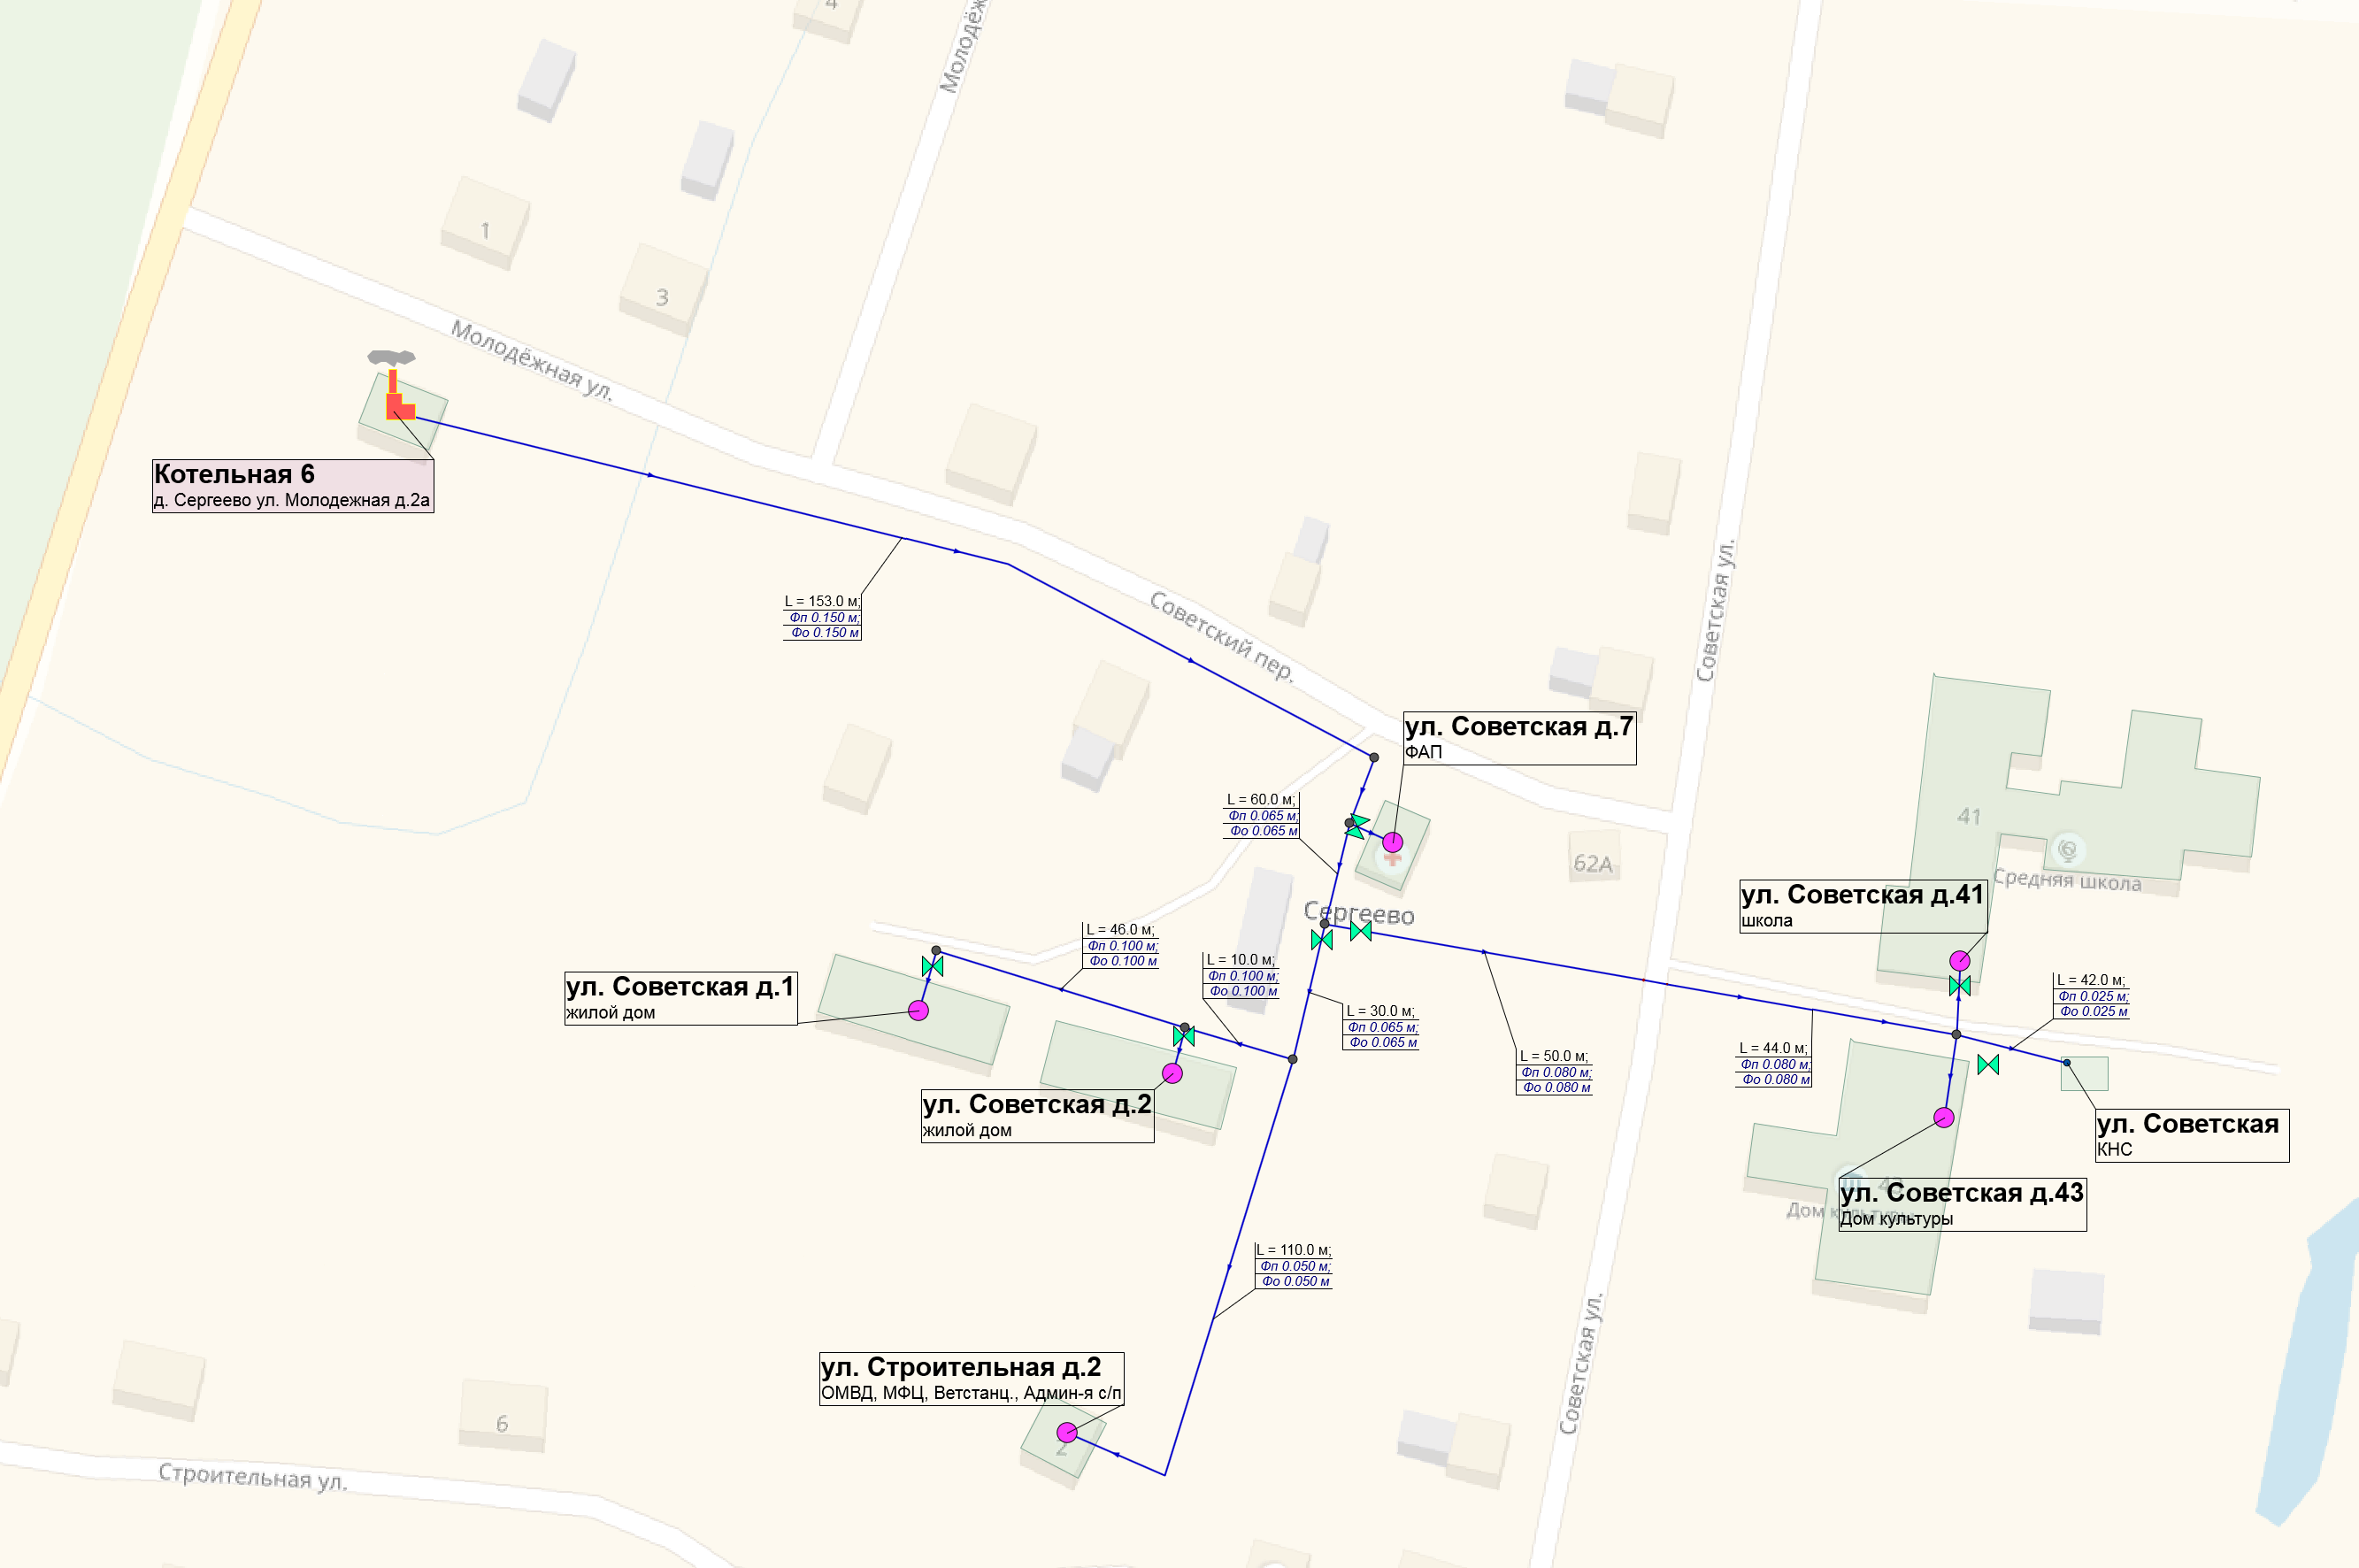 4
Молодёж
1
3
Молодёжная ул.
Котельная 6
д. Сергеево ул. Молодежная д.2а
L = 153.0 м;
Фп 0.150 м;
Фо 0.150 м
Советский пер.
Советская ул.
ул. Советская д.7
ФАП
L = 60.0 м;
Фп 0.065 м;
Фо 0.065 м
62А
41
Средняя школа
Сергеево
ул. Советская д.41
школа
L = 46.0 м;
Фп 0.100 м;
Фо 0.100 м
L = 10.0 м;
Фп 0.100 м;
Фо 0.100 м
ул. Советская д.1
жилой дом
L = 30.0 м;
Фп 0.065 м;
Фо 0.065 м
L = 42.0 м;
Фп 0.025 м;
Фо 0.025 м
L = 50.0 м;
Фп 0.080 м;
Фо 0.080 м
L = 44.0 м;
Фп 0.080 м;
Фо 0.080 м
ул. Советская д.2
жилой дом
ул. Советская
КНС
ул. Советская д.43
Дом культуры
Дом культуры
L = 110.0 м;
Фп 0.050 м;
Фо 0.050 м
ул. Строительная д.2
ОМВД, МФЦ, Ветстанц., Админ-я с/п
2
6
Строительная ул.
Советская ул.